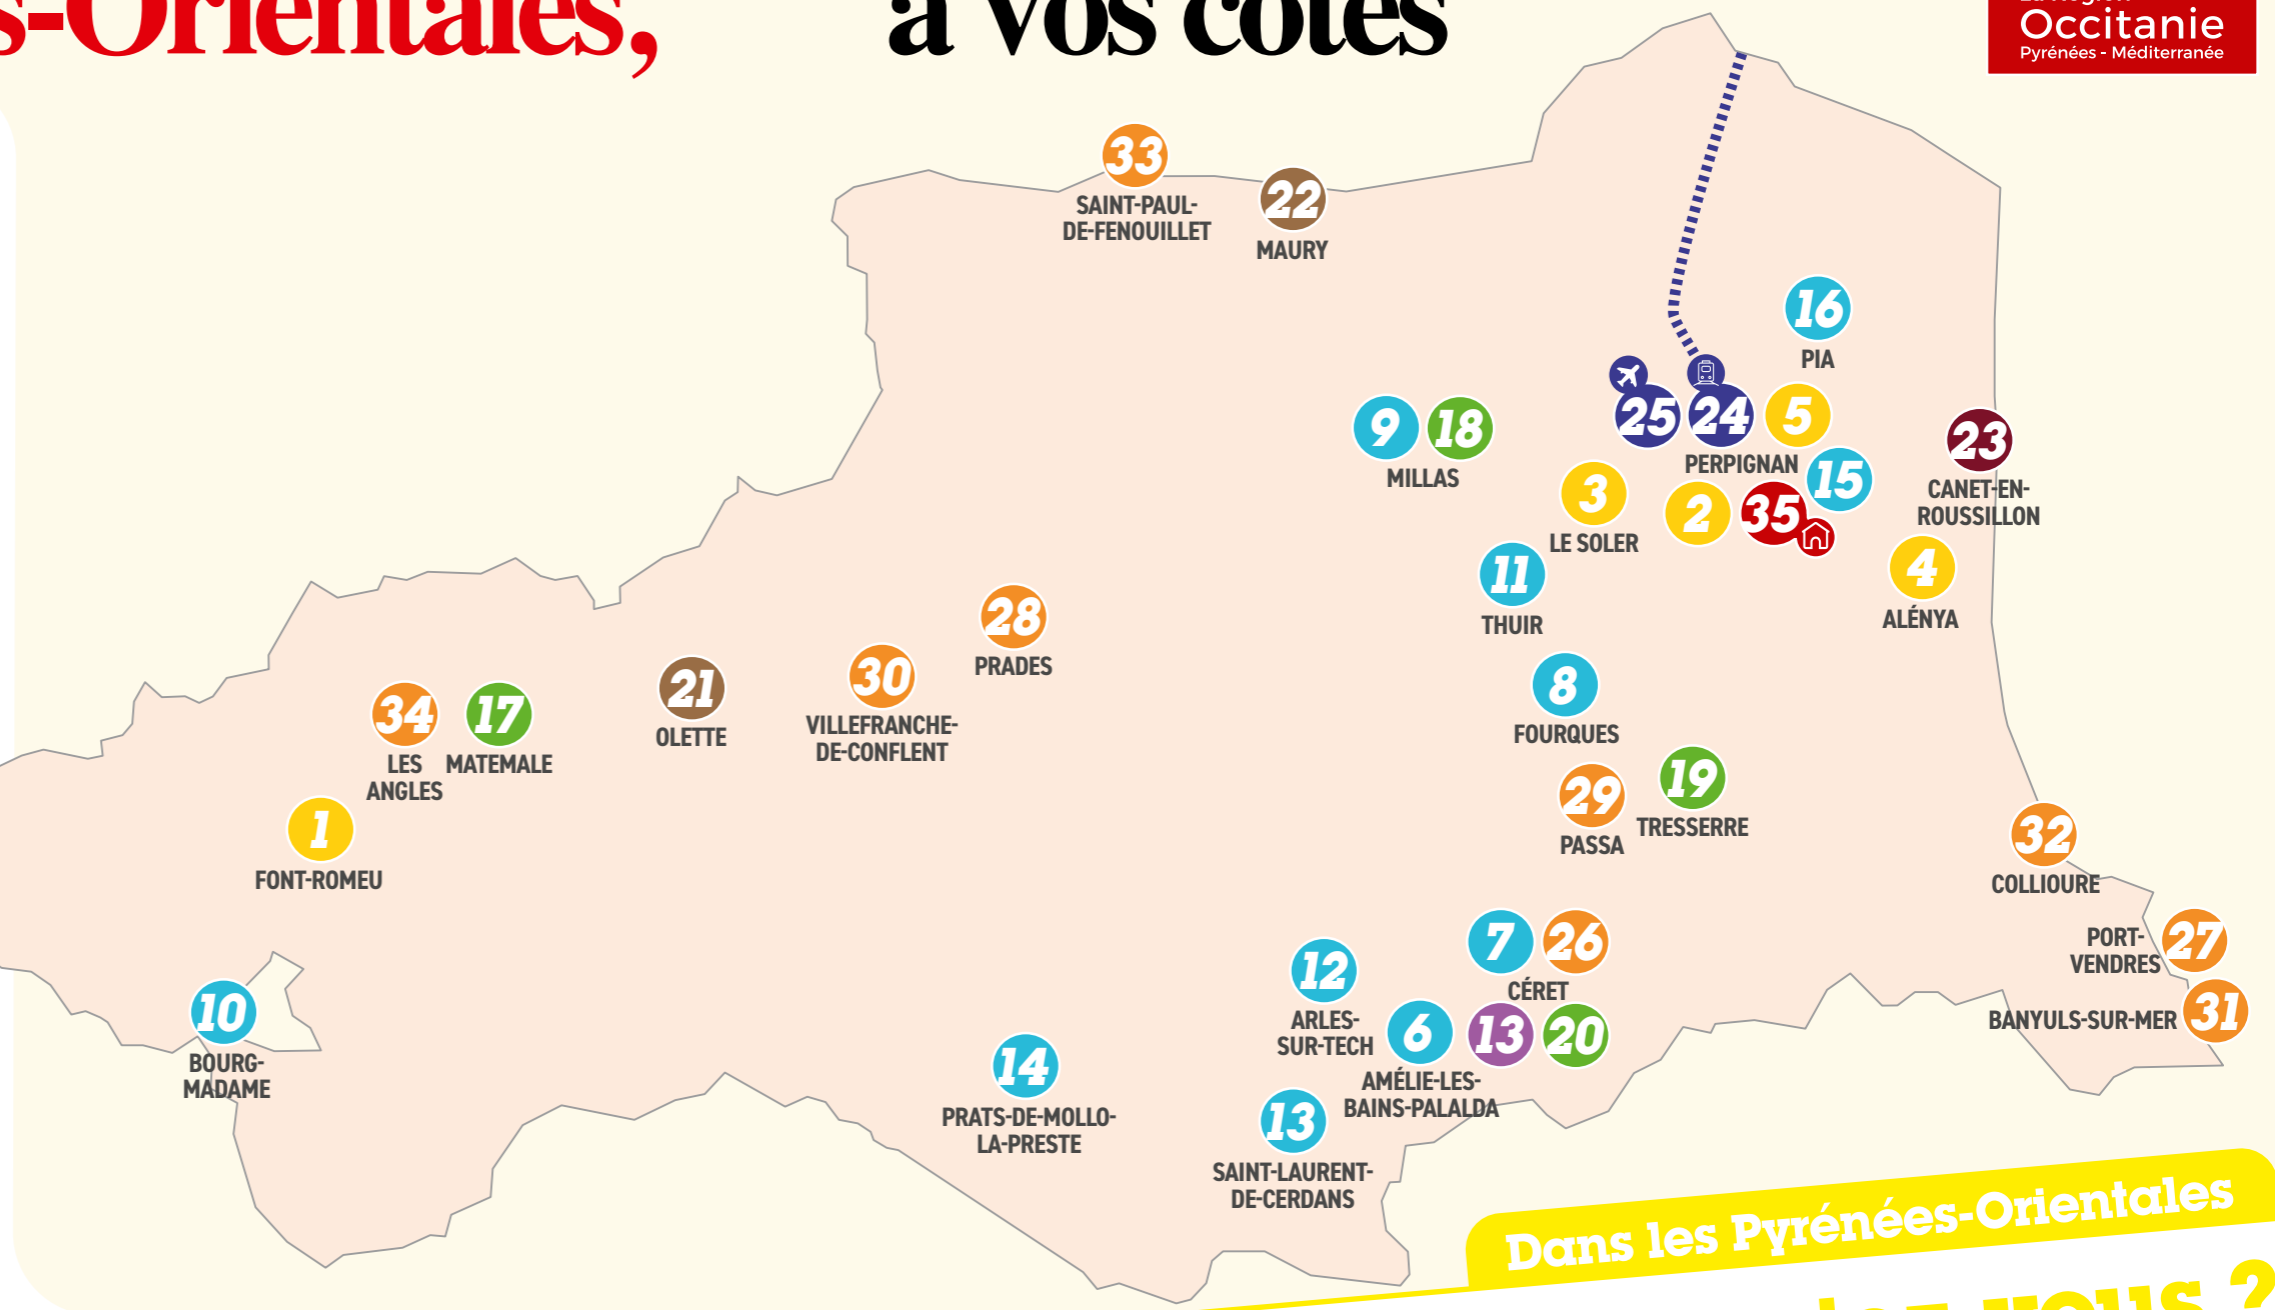 s-Orientales,
à vos côtés
La Région
Occitanie
Pyrénées - Méditerranée
33
SAINT-PAUL-
DE-FENOUILLET
22
MAURY
16
PIA
25
24
5
PERPIGNAN
9
18
MILLAS
23
CANET-EN-
ROUSSILLON
3
LE SOLER
2
35
15
4
ALÉNYA
11
THUIR
28
PRADES
30
VILLEFRANCHE-
DE-CONFLENT
21
OLETTE
34
LES
ANGLES
17
MATEMALE
8
FOURQUES
29
PASSA
19
TRESSERRE
1
FONT-ROMEU
32
COLLIOURE
7
26
CÉRET
13
20
27
PORT-
VENDRES
31
BANYULS-SUR-MER
12
ARLES-
SUR-TECH
6
AMÉLIE-LES-
BAINS-PALALDA
10
BOURG-
MADAME
14
PRATS-DE-MOLLO-
LA-PRESTE
13
SAINT-LAURENT-
DE-CERDANS
Dans les Pyrénées-Orientales
vous ?